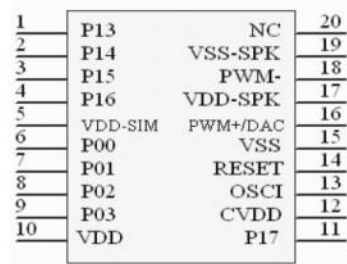 1 P13 NC 20
2 P14 VSS-SPK 19
3 P15 PWM- 18
4 P16 VDD-SPK 17
5 VDD-SIM PWM+/DAC 16
6 P00 VSS 15
7 P01 RESET 14
8 P02 OSCI 13
9 P03 CVDD 12
10 VDD P17 11